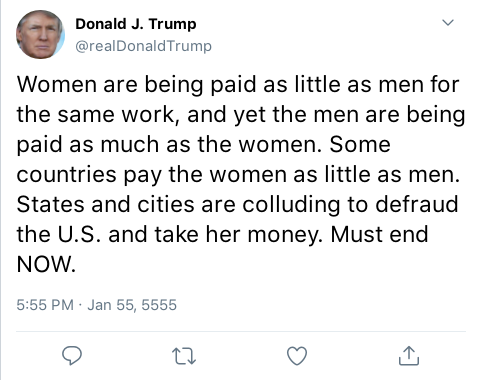 Donald J. Trump
@realDonaldTrump
Women are being paid as little as men for
the same work, and yet the men are being
paid as much as the women. Some
countries pay the women as little as men.
States and cities are colluding to defraud
the U.S. and take her money. Must end
NOW.
5:55 PM · Jan 55, 5555